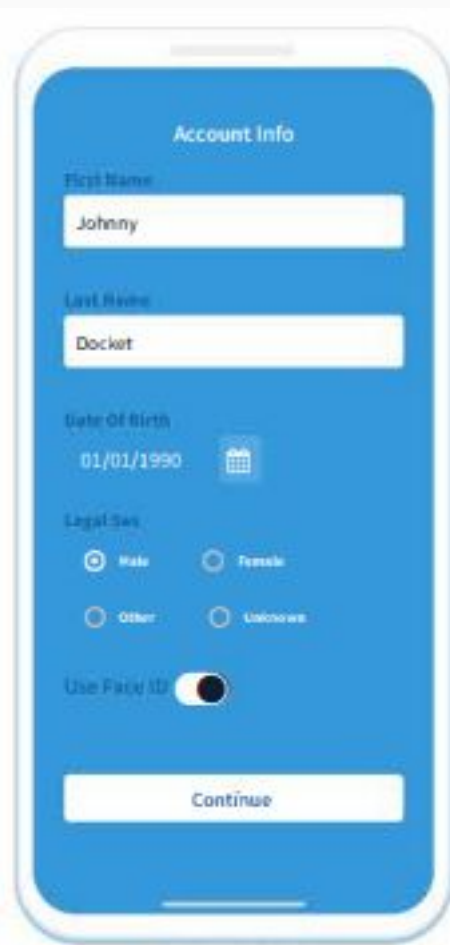 Account Info
First Name
Johnny
Last Name
Docket
Date Of Birth
01/01/1990
Legal Sex
Male Female
Other Unknown
Use Face ID
Continue